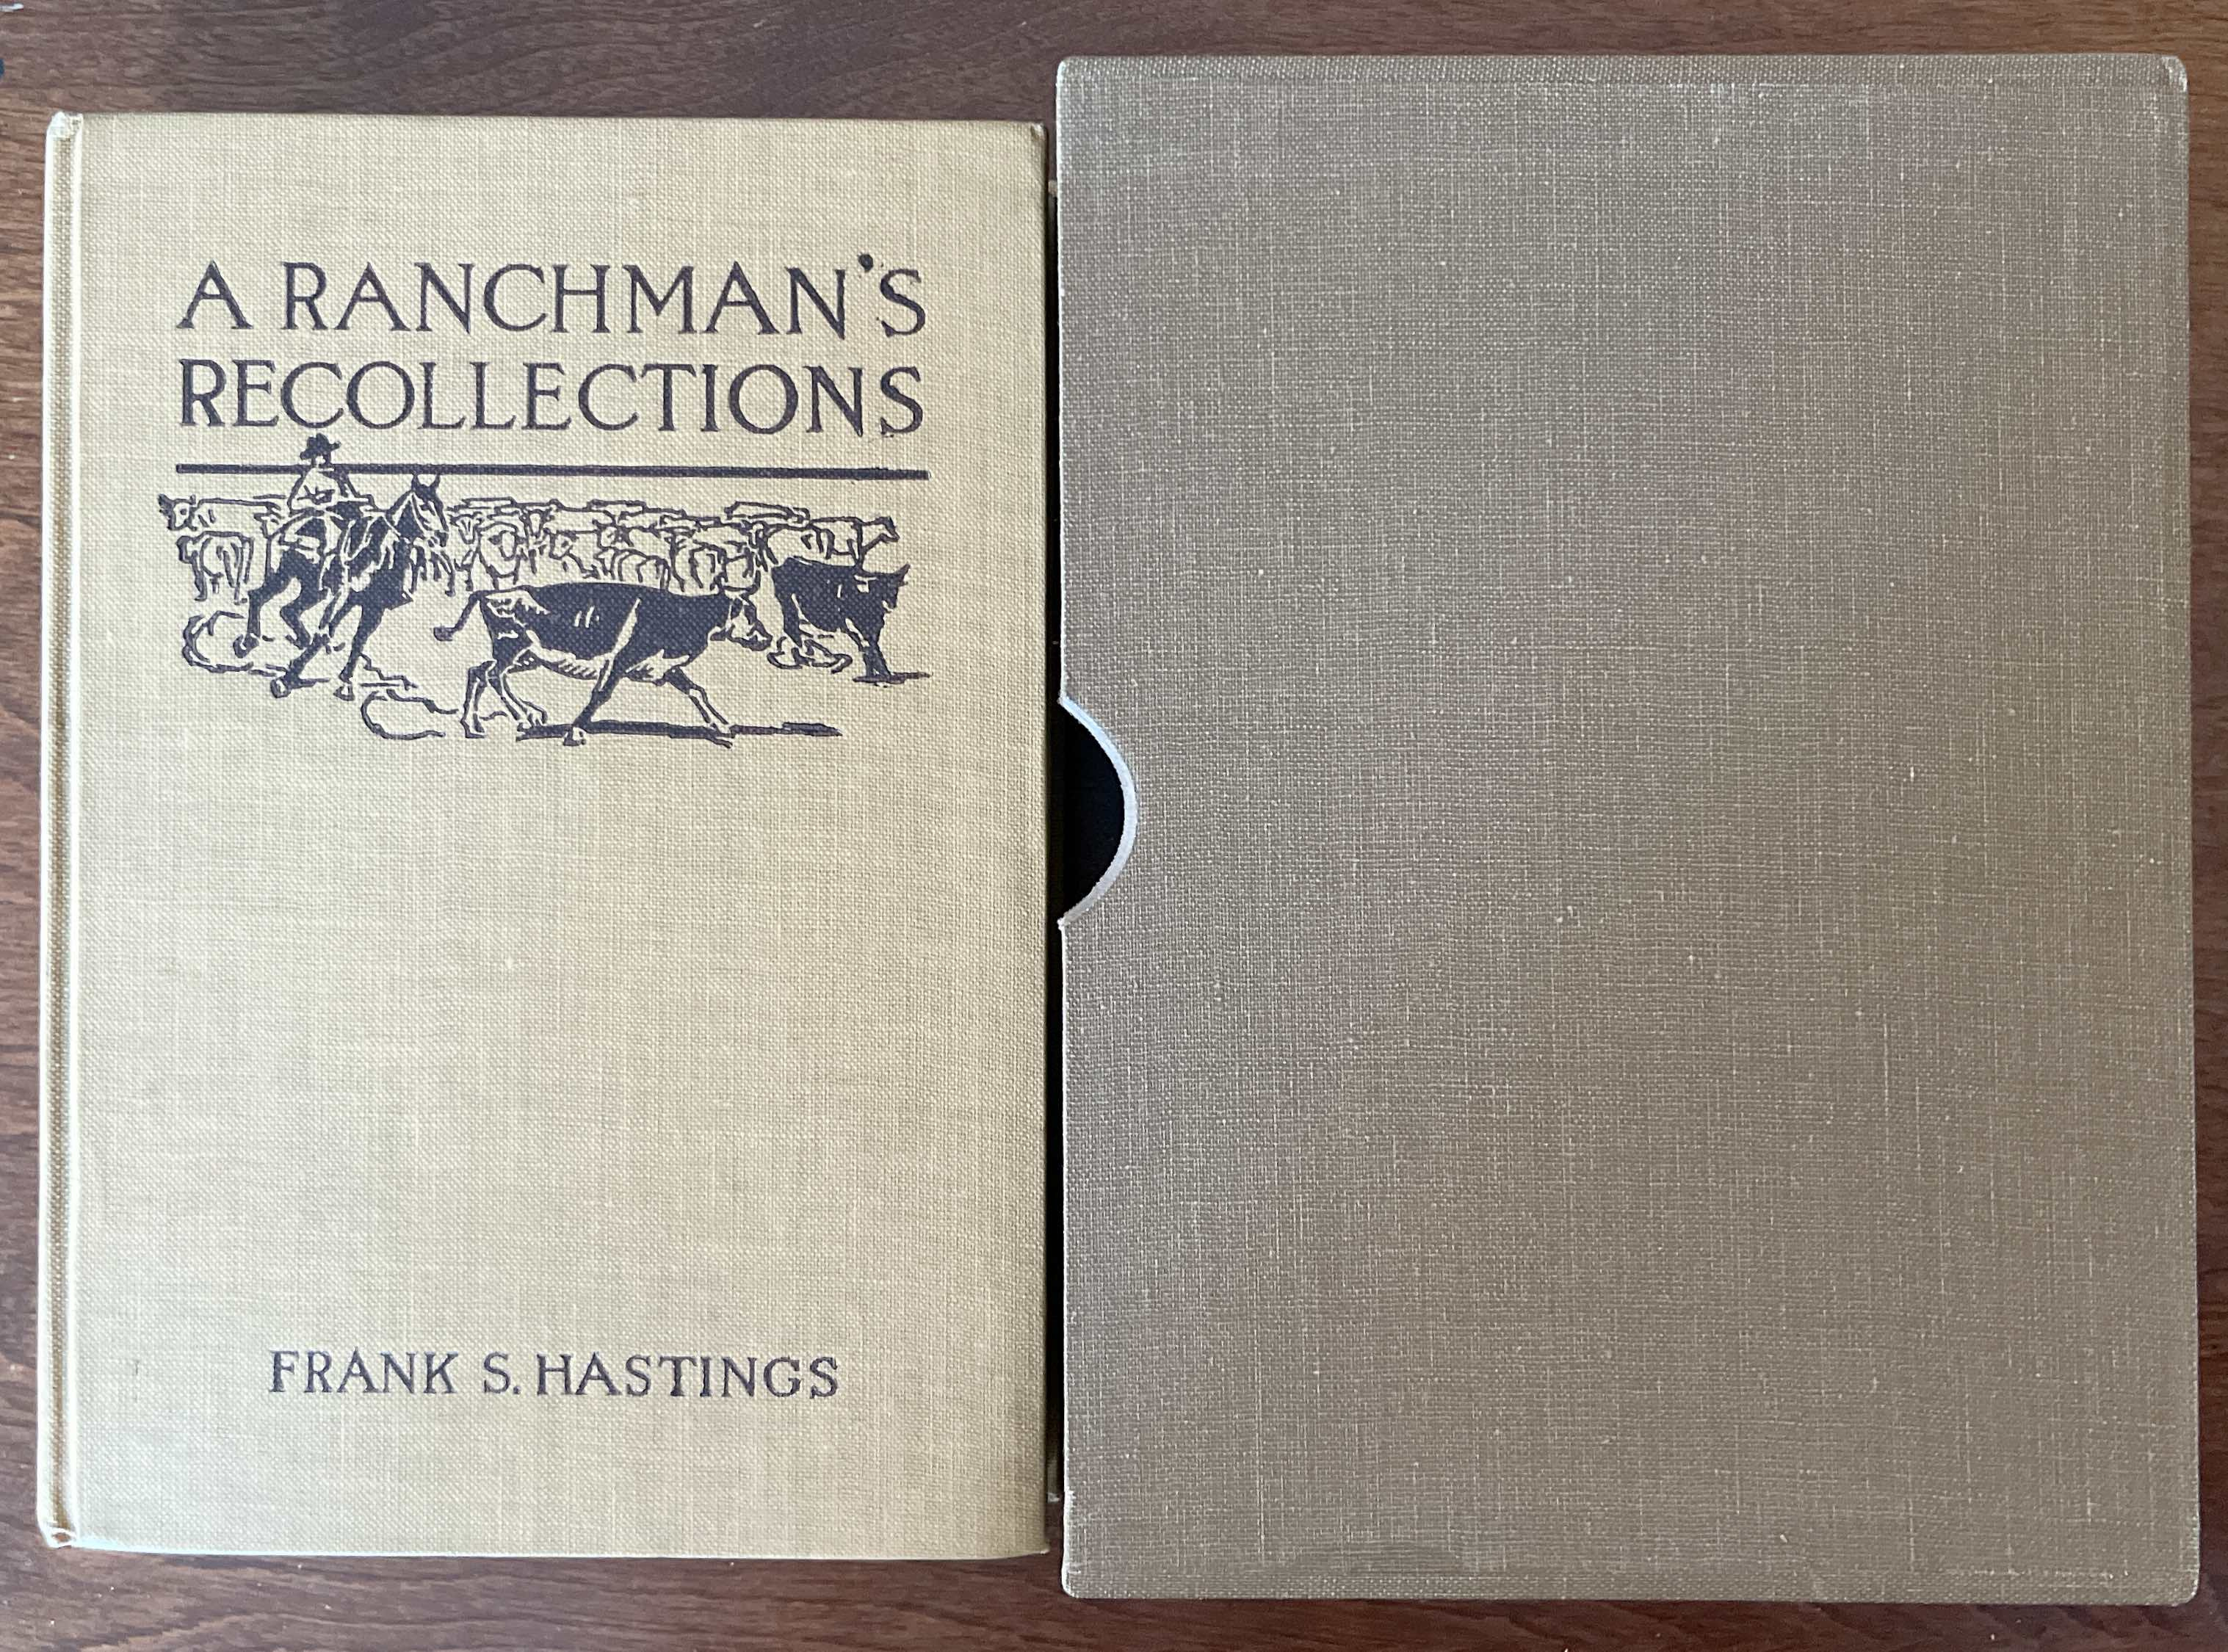 A RANCHMAN'S
RECOLLECTIONS
FRANK S. HASTINGS